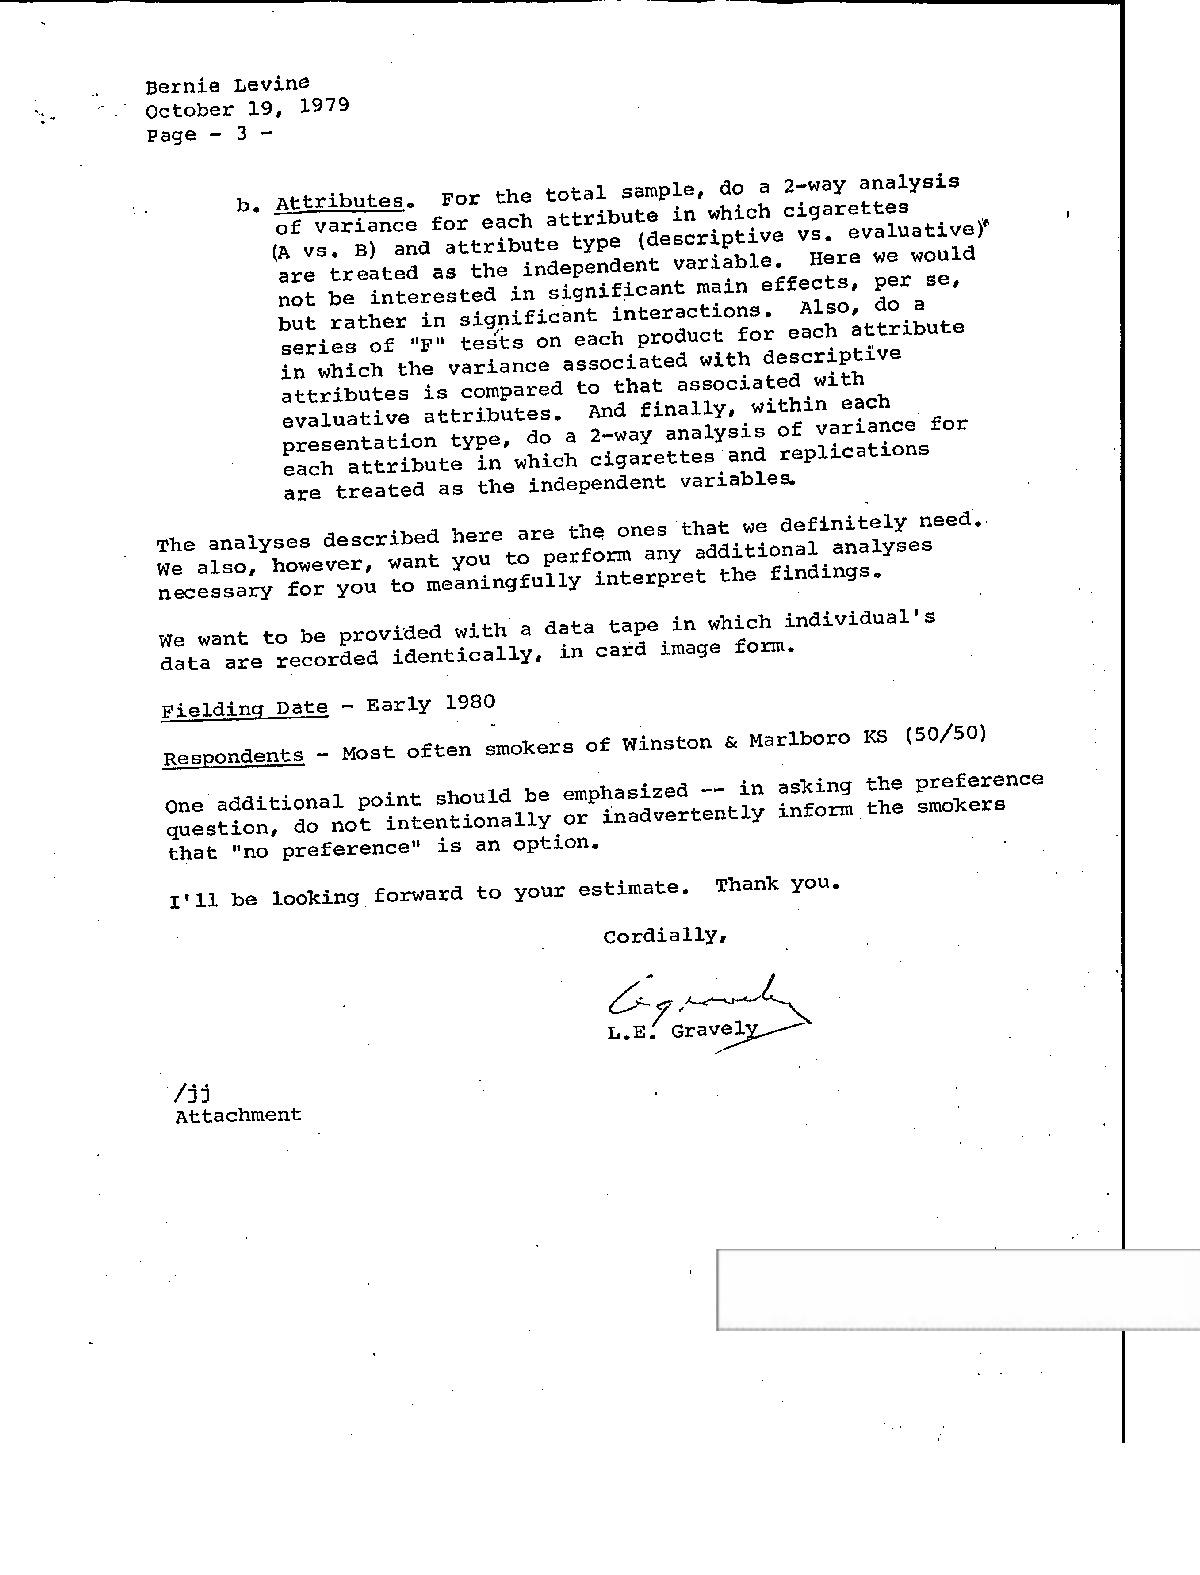 Bernie Levine
October 19, 1979
Page - 3 -
b. Attributes. For the total sample, do a 2-way analysis
of variance for each attribute in which cigarettes
(A vs. B) and attribute type (descriptive vs. evaluative)
are treated as the independent variable. Here we would
not be interested in significant main effects, per se,
but rather in significant interactions. Also, do a
series of "F" tests on each product for each attribute
in which the variance associated with descriptive
attributes is compared to that associated with
evaluative attributes. And finally, within each
presentation type, do a 2-way analysis of variance for
each attribute in which cigarettes and replications
are treated as the independent variables.
The analyses described here are the ones that we definitely need.
We also, however, want you to perform any additional analyses
necessary for you to meaningfully interpret the findings.
We want to be provided with a data tape in which individual's
data are recorded identically, in card image form.
Fielding Date - Early 1980
Respondents - Most often smokers of Winston & Marlboro KS (50/50)
One additional point should be emphasized -- in asking the preference
question, do not intentionally or inadvertently inform the smokers
that "no preference" is an option.
I'll be looking forward to your estimate. Thank you.
Cordially,
L.E. Gravely
/jj
Attachment